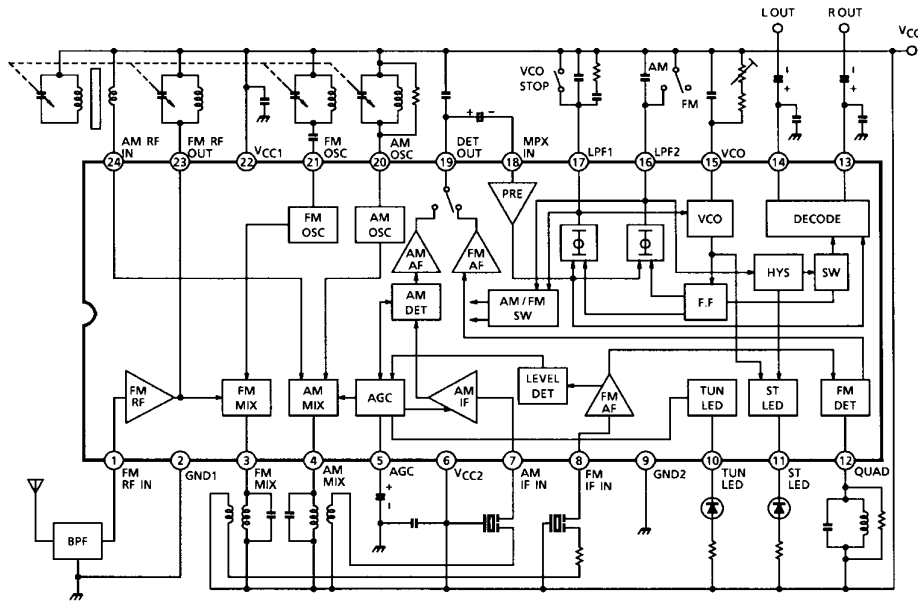 L OUT
R OUT
VCC
VCO
STOP
AM
FM
+ −
−
+
−
+
AM RF
IN
FM RF
OUT
VCC1
FM
OSC
AM
OSC
DET
OUT
MPX
IN
LPF1
LPF2
VCO
24
23
22
21
20
19
18
17
16
15
14
13
PRE
FM
OSC
AM
OSC
VCO
DECODE
AM
AF
FM
AF
HYS
SW
AM
DET
AM / FM
SW
F.F
FM
RF
FM
MIX
AM
MIX
AGC
AM
IF
LEVEL
DET
FM
AF
TUN
LED
ST
LED
FM
DET
1
2
3
4
5
6
7
8
9
10
11
12
FM
RF IN
GND1
FM
MIX
AM
MIX
AGC
VCC2
AM
IF IN
FM
IF IN
GND2
TUN
LED
ST
LED
QUAD
+
−
BPF